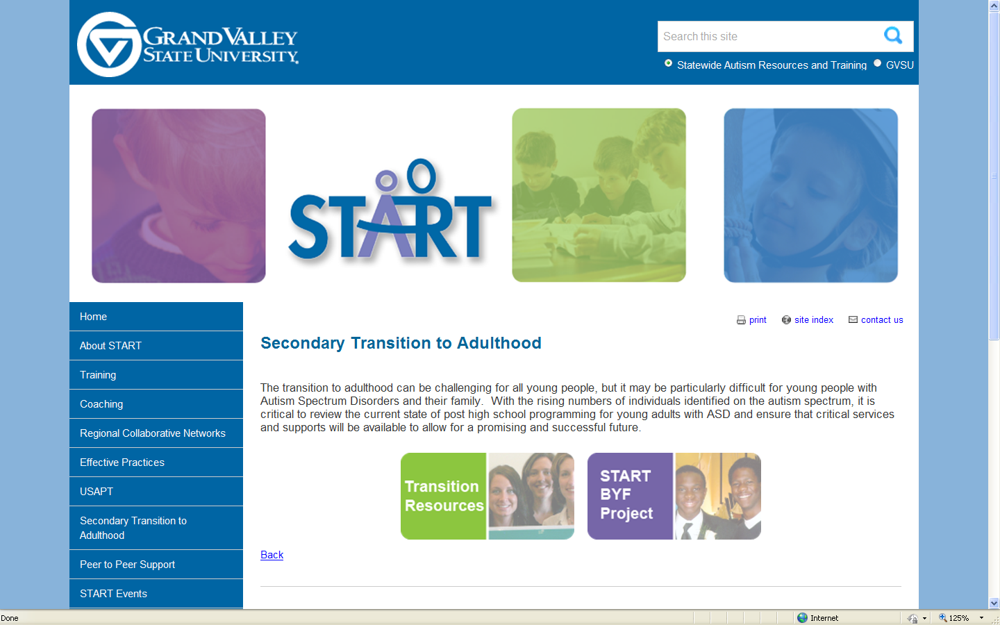 GRAND VALLEY
STATE UNIVERSITY.
Search this site
Statewide Autism Resources and Training GVSU
START
Home
About START
Training
Coaching
Regional Collaborative Networks
Effective Practices
USAPT
Secondary Transition to
Adulthood
Peer to Peer Support
START Events
print site index contact us
Secondary Transition to Adulthood
The transition to adulthood can be challenging for all young people, but it may be particularly difficult for young people with
Autism Spectrum Disorders and their family.  With the rising numbers of individuals identified on the autism spectrum, it is
critical to review the current state of post high school programming for young adults with ASD and ensure that critical services
and supports will be available to allow for a promising and successful future.
Transition
Resources
START
BYF
Project
Back
Done
Internet
125%